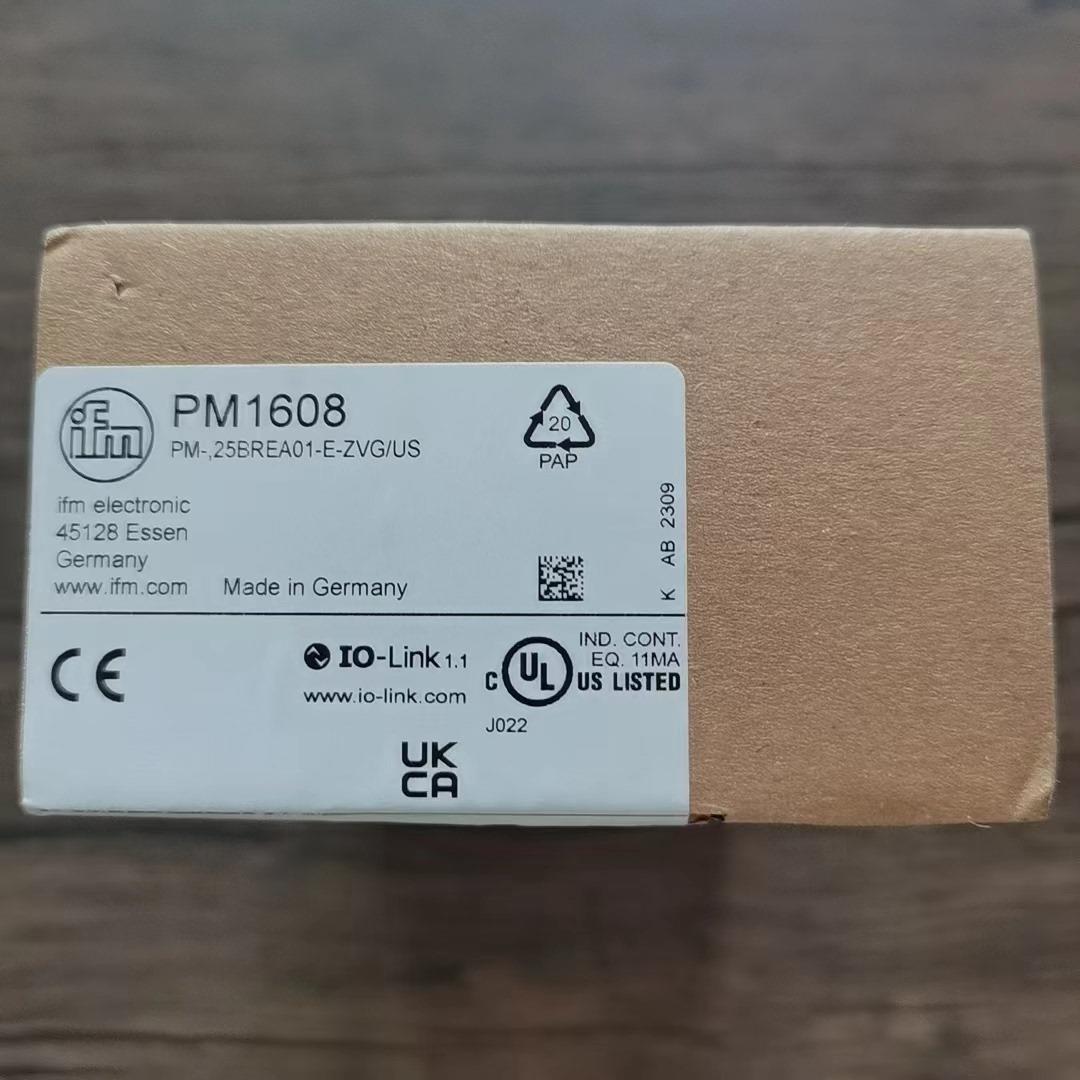 ifm
PM1608
PM-,25BREA01-E-ZVG/US
20
PAP
ifm electronic
45128 Essen
Germany
www.ifm.com
Made in Germany
K AB 2309
CE
IO-Link 1.1
www.io-link.com
C UL US LISTED
IND. CONT.
EQ. 11MA
J022
UK
CA